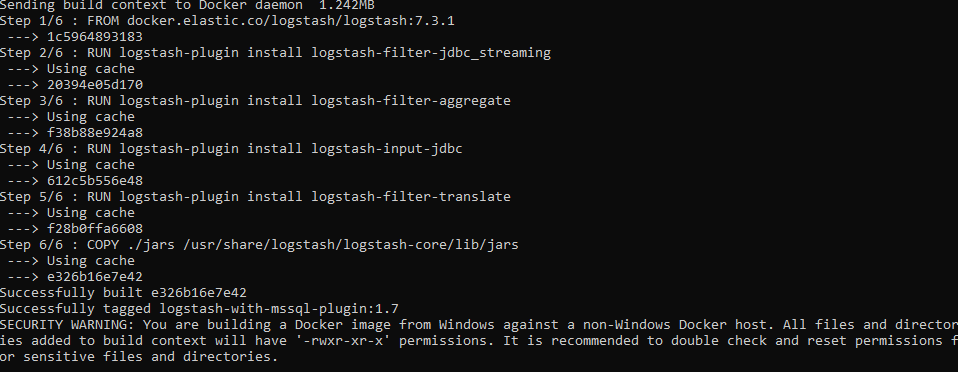 Sending build context to Docker daemon  1.242MB
Step 1/6 : FROM docker.elastic.co/logstash/logstash:7.3.1
 ---> 1c5964893183
Step 2/6 : RUN logstash-plugin install logstash-filter-jdbc_streaming
 ---> Using cache
 ---> 20394e05d170
Step 3/6 : RUN logstash-plugin install logstash-filter-aggregate
 ---> Using cache
 ---> f38b88e924a8
Step 4/6 : RUN logstash-plugin install logstash-input-jdbc
 ---> Using cache
 ---> 612c5b556e48
Step 5/6 : RUN logstash-plugin install logstash-filter-translate
 ---> Using cache
 ---> f28b0ffa6608
Step 6/6 : COPY ./jars /usr/share/logstash/logstash-core/lib/jars
 ---> Using cache
 ---> e326b16e7e42
Successfully built e326b16e7e42
Successfully tagged logstash-with-mssql-plugin:1.7
SECURITY WARNING: You are building a Docker image from Windows against a non-Windows Docker host. All files and director
ies added to build context will have '-rwxr-xr-x' permissions. It is recommended to double check and reset permissions f
or sensitive files and directories.